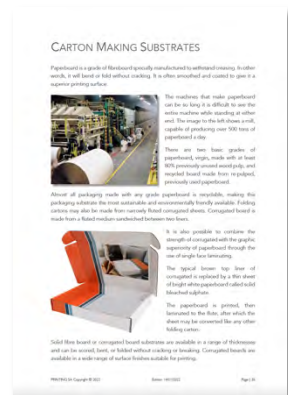 CARTON MAKING SUBSTRATES
Paperboard is a grade of fibreboard specially manufactured to withstand creasing. In other
words, it will bend or fold without cracking. It is often smoothed and coated to give it a
superior printing surface.
The machines that make paperboard
can be so long it is difficult to see the
entire machine while standing at either
end. The image to the left shows a mill,
capable of producing over 500 tons of
paperboard a day.
There are two basic grades of
paperboard, virgin, made with at least
90% previously unused wood pulp, and
recycled board made from re-pulped,
previously used paperboard.
Almost all packaging made with any grade paperboard is recyclable, making this
packaging substrate the most sustainable and environmentally friendly available. Folding
cartons may also be made from narrowly fluted corrugated sheets. Corrugated board is
made from a fluted medium sandwiched between two liners.
It is also possible to combine the
strength of corrugated with the graphic
superiority of paperboard through the
use of single face laminating.
The typical brown top liner of
corrugated is replaced by a thin sheet
of bright white paperboard called solid
bleached sulphate.
The paperboard is printed, then
laminated to the flute, after which the
sheet may be converted like any other
folding carton.
Solid fibre board or corrugated board substrates are available in a range of thicknesses
and can be scored, bent, or folded without cracking or breaking. Corrugated boards are
available in a wide range of surface finishes suitable for printing.